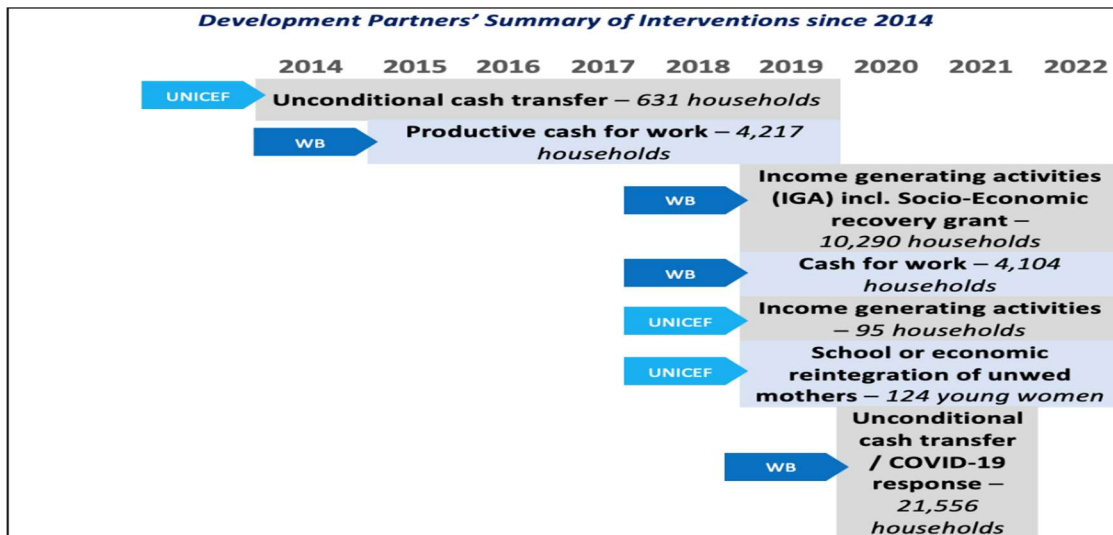 Development Partners' Summary of Interventions since 2014
2014 2015 2016 2017 2018 2019 2020 2021 2022
UNICEF
Unconditional cash transfer – 631 households
WB
Productive cash for work – 4,217
households
WB
Income generating activities
(IGA) incl. Socio-Economic
recovery grant –
10,290 households
WB
Cash for work – 4,104
households
UNICEF
Income generating activities
– 95 households
UNICEF
School or economic
reintegration of unwed
mothers – 124 young women
WB
Unconditional
cash transfer
/ COVID-19
response –
21,556
households